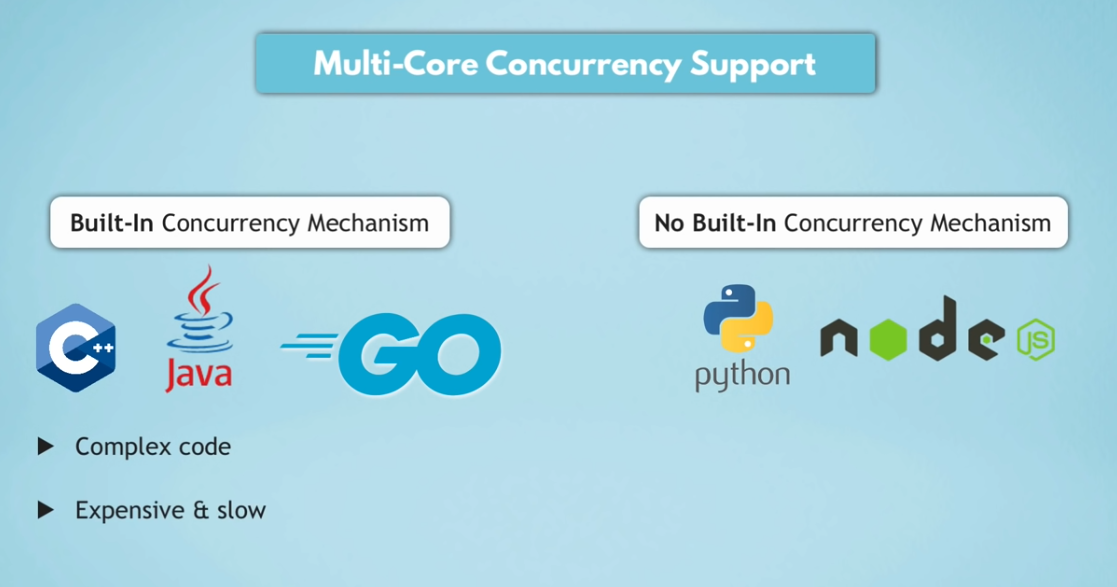 Multi-Core Concurrency Support
Built-In Concurrency Mechanism
No Built-In Concurrency Mechanism
C++
Java
GO
python
node
JS
Complex code
Expensive & slow